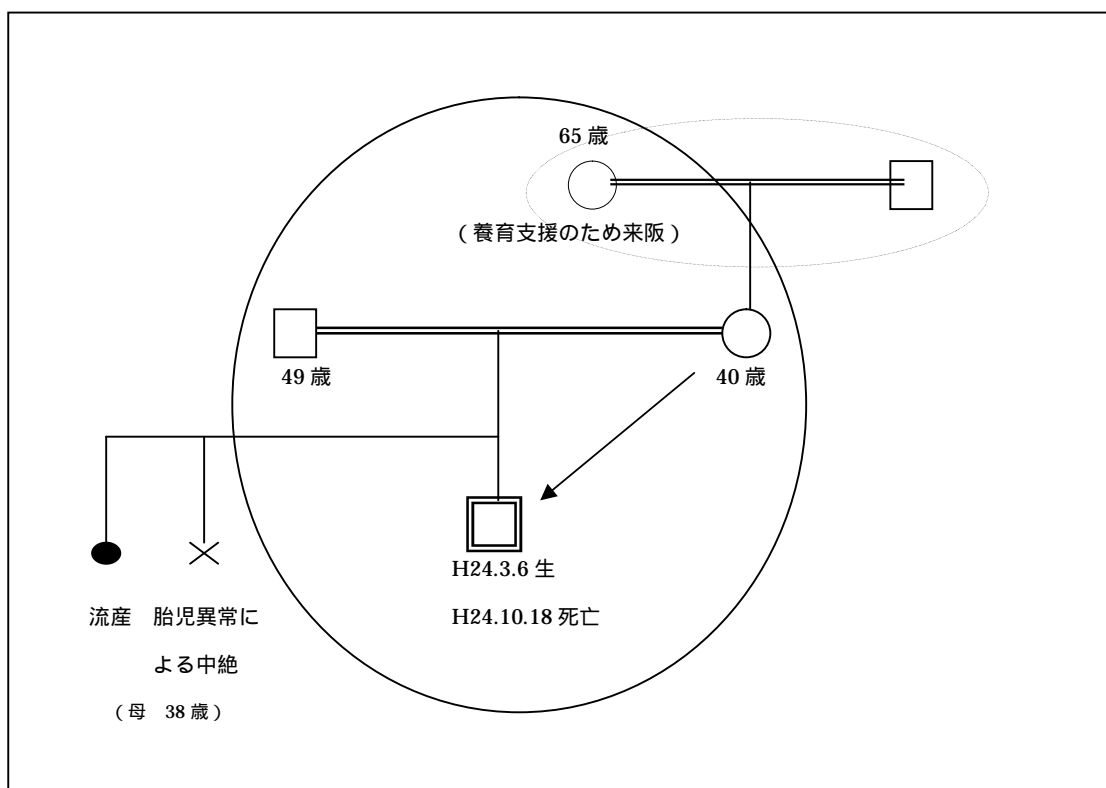 65 歳
（養育支援のため来阪）
49 歳
40 歳
H24.3.6 生
H24.10.18 死亡
流産　胎児異常に
よる中絶
（母　38 歳）